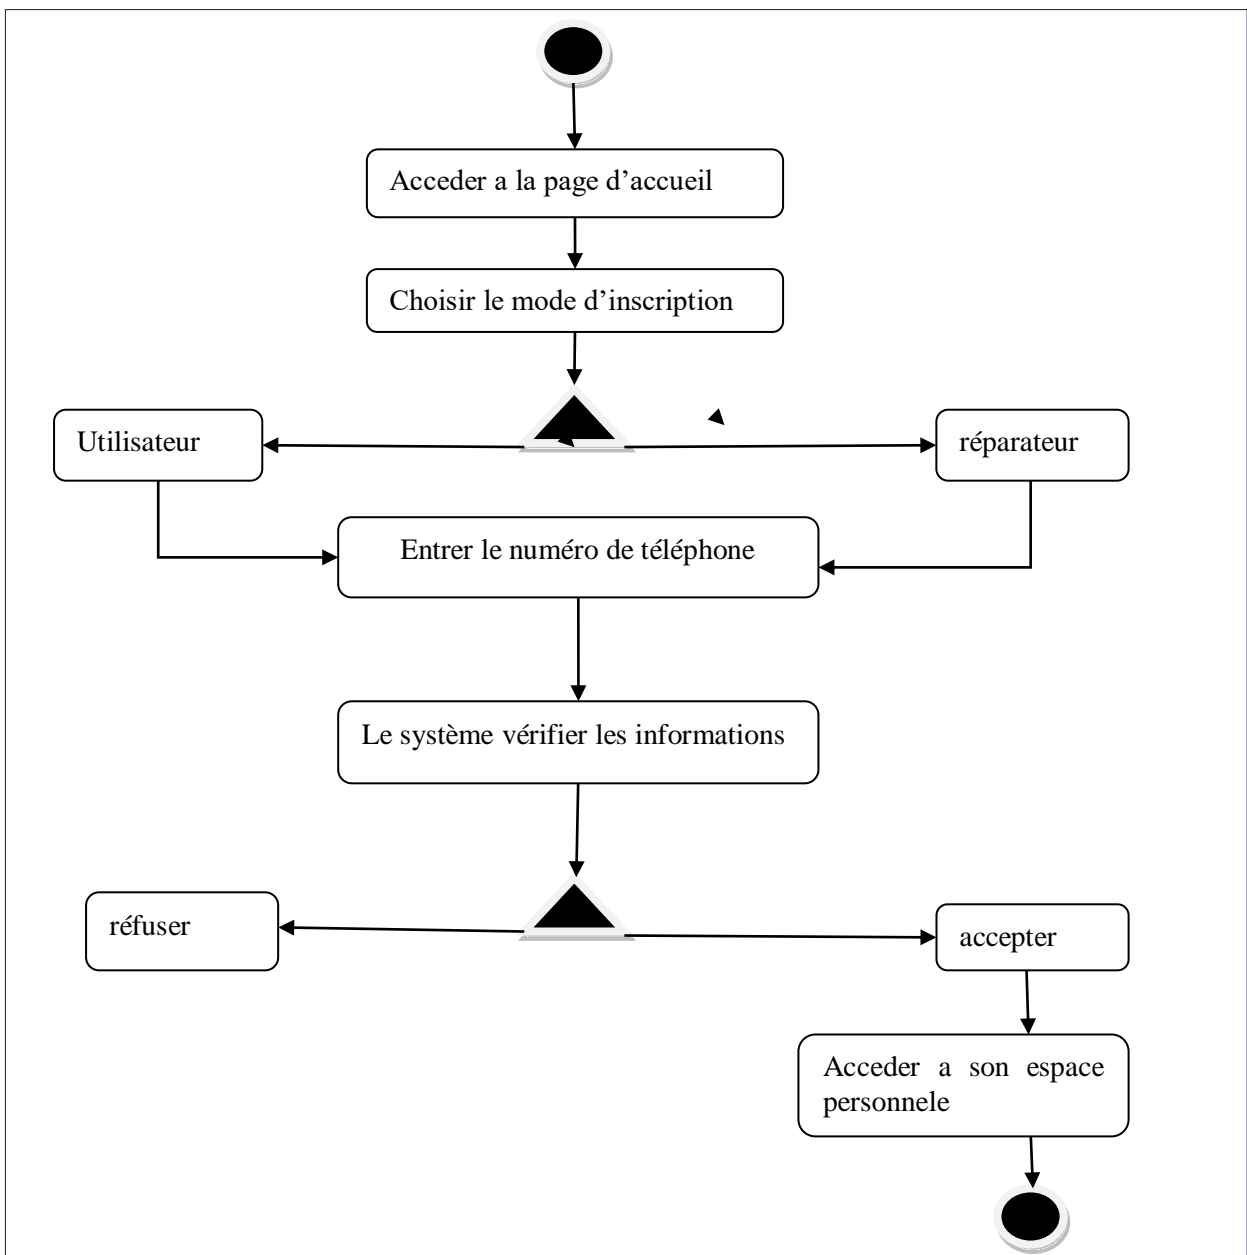 Acceder a la page d’accueil
Choisir le mode d’inscription
Utilisateur
réparateur
Entrer le numéro de téléphone
Le système vérifier les informations
réfuser
accepter
Acceder a son espace
personnele